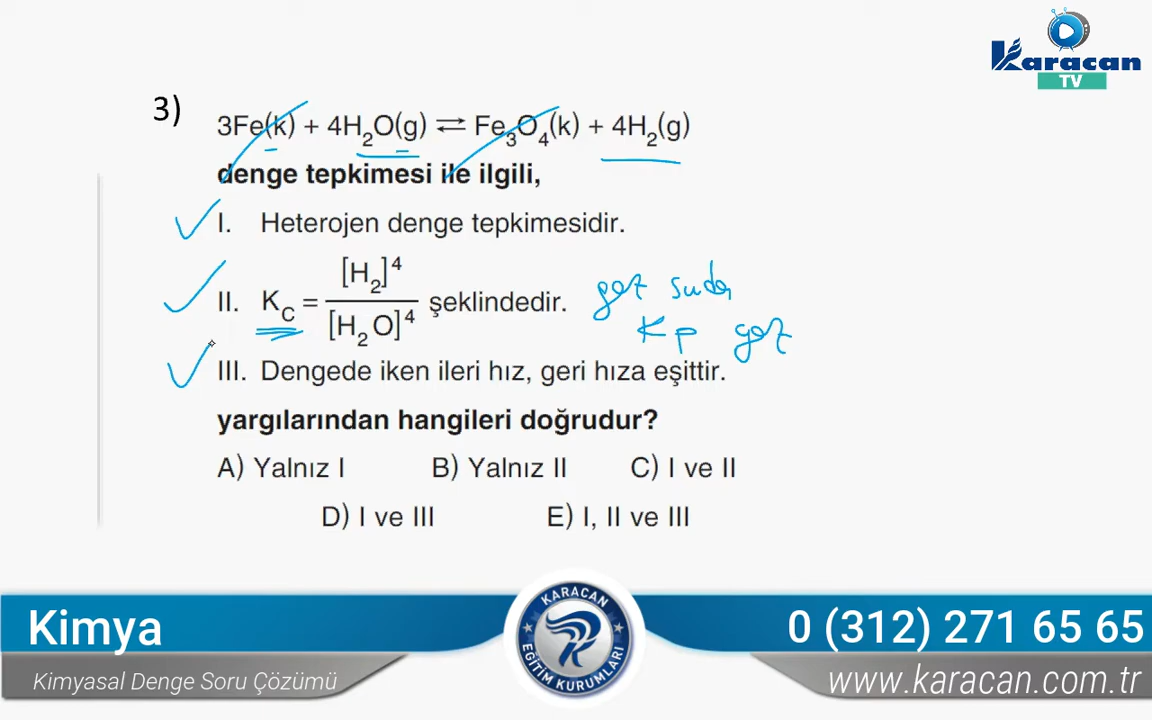 Karacan
TV
3) 3Fe(k) + 4H₂O(g) ⇌ Fe₃O₄(k) + 4H₂(g)
denge tepkimesi ile ilgili,
I. Heterojen denge tepkimesidir.
II. K_C = [H₂]⁴ / [H₂O]⁴ şeklindedir.
gaz suda
Kp gaz
III. Dengede iken ileri hız, geri hıza eşittir.
yargılarından hangileri doğrudur?
A) Yalnız I B) Yalnız II C) I ve II
D) I ve III E) I, II ve III
Kimya
KARACAN
EĞİTİM KURUMLARI
0 (312) 271 65 65
Kimyasal Denge Soru Çözümü
www.karacan.com.tr